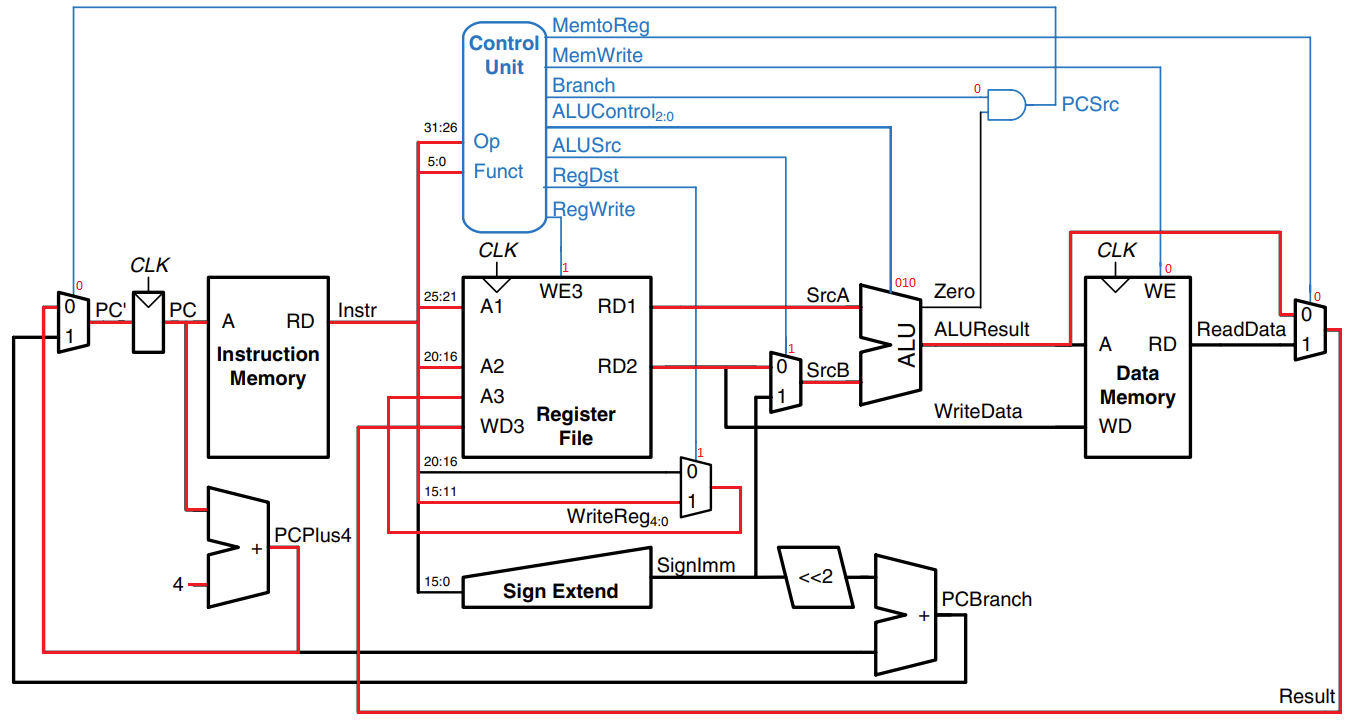 MemtoReg
Control
Unit
MemWrite
Branch
0
ALUControl2:0
PCSrc
31:26
Op
ALUSrc
5:0
Funct
RegDst
RegWrite
CLK
CLK
CLK
0
1
010
0
0
PC'
PC
A
RD
Instr
25:21
A1
WE3
RD1
SrcA
Zero
WE
0
1
Instruction
Memory
ALU
ALUResult
A
RD
ReadData
0
1
20:16
A2
RD2
1
0
1
SrcB
Data
Memory
A3
Register
File
WD3
WriteData
WD
20:16
1
0
1
15:11
WriteReg4:0
PCPlus4
+
4
15:0
Sign Extend
SignImm
<<2
+
PCBranch
Result